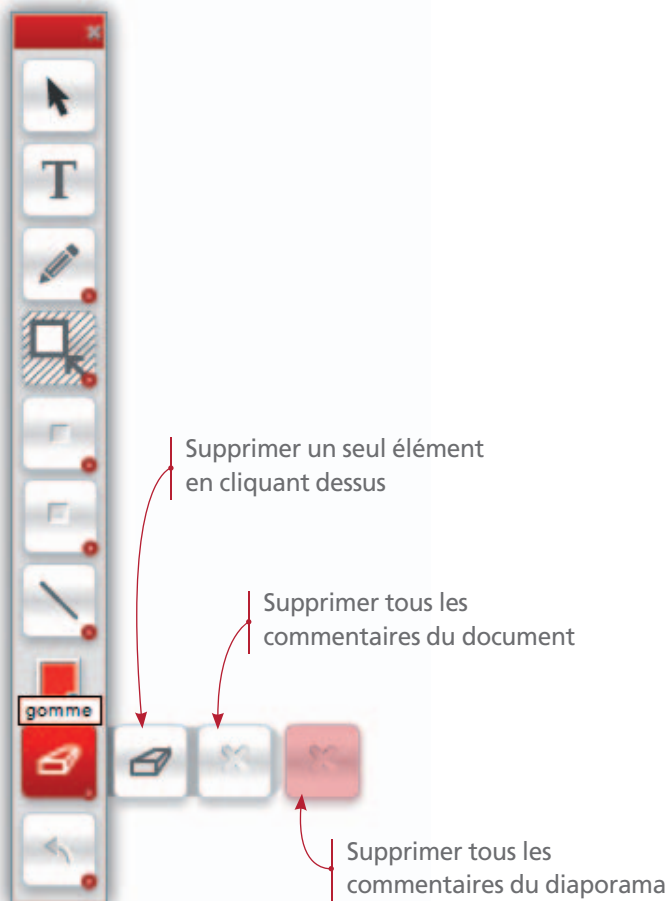 T
Supprimer un seul élément
en cliquant dessus
Supprimer tous les
commentaires du document
gomme
Supprimer tous les
commentaires du diaporama